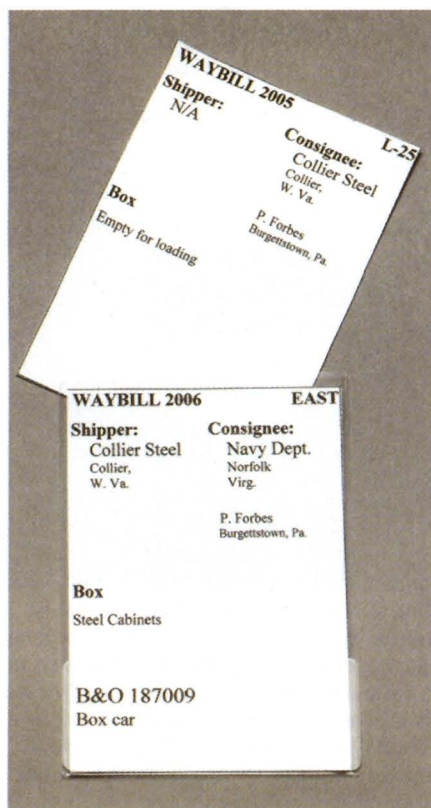 WAYBILL 2005
L-25
Shipper:
N/A
Consignee:
Collier Steel
Collier,
W. Va.
P. Forbes
Burgettstown, Pa.
Box
Empty for loading
WAYBILL 2006 EAST
Shipper: Consignee:
Collier Steel Navy Dept.
Collier, Norfolk
W. Va. Virg.
P. Forbes
Burgettstown, Pa.
Box
Steel Cabinets
B&O 187009
Box car